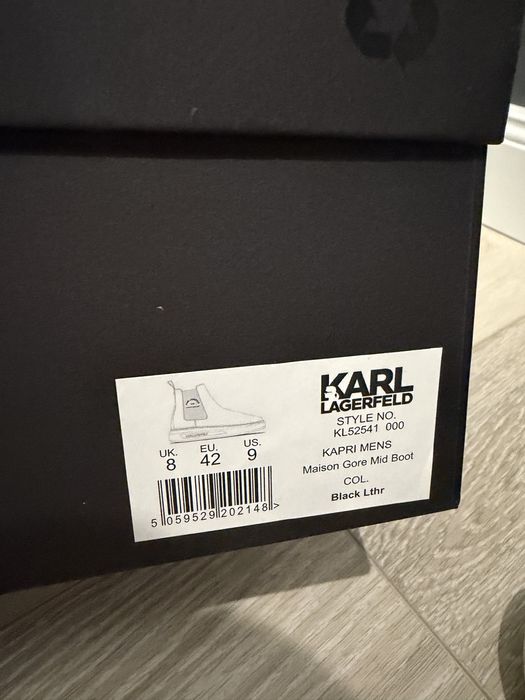 KARL
LAGERFELD
STYLE NO.
KL52541 000
KAPRI MENS
Maison Gore Mid Boot
COL.
Black Lthr
UK. EU. US.
8 42 9
5 059529 202148 >